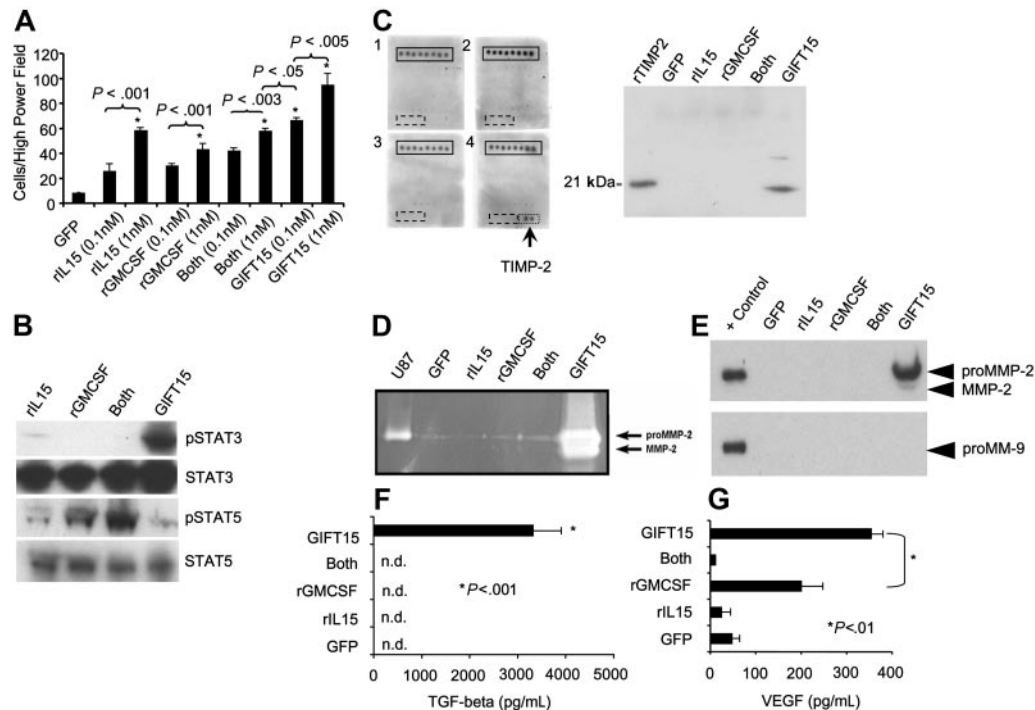 A
Cells/High Power Field
120
100
80
60
40
20
0
P < .001
P < .001
P < .003
P < .05
P < .005
*
*
*
*
*
GFP
rIL15 (0.1nM)
rIL15 (1nM)
rGMCSF (0.1nM)
rGMCSF (1nM)
Both (0.1nM)
Both (1nM)
GIFT15 (0.1nM)
GIFT15 (1nM)
C
1
2
3
4
TIMP-2
rTIMP2
GFP
rIL15
rGMCSF
Both
GIFT15
21 kDa-
B
rIL15
rGMCSF
Both
GIFT15
pSTAT3
STAT3
pSTAT5
STAT5
D
U87
GFP
rIL15
rGMCSF
Both
GIFT15
proMMP-2
MMP-2
E
+ Control
GFP
rIL15
rGMCSF
Both
GIFT15
proMMP-2
MMP-2
proMM-9
F
GIFT15
*
Both
n.d.
rGMCSF
n.d.
*P<.001
rIL15
n.d.
GFP
n.d.
0 1000 2000 3000 4000 5000
TGF-beta (pg/mL)
G
GIFT15
Both
*
rGMCSF
rIL15
*P<.01
GFP
0 100 200 300 400
VEGF (pg/mL)